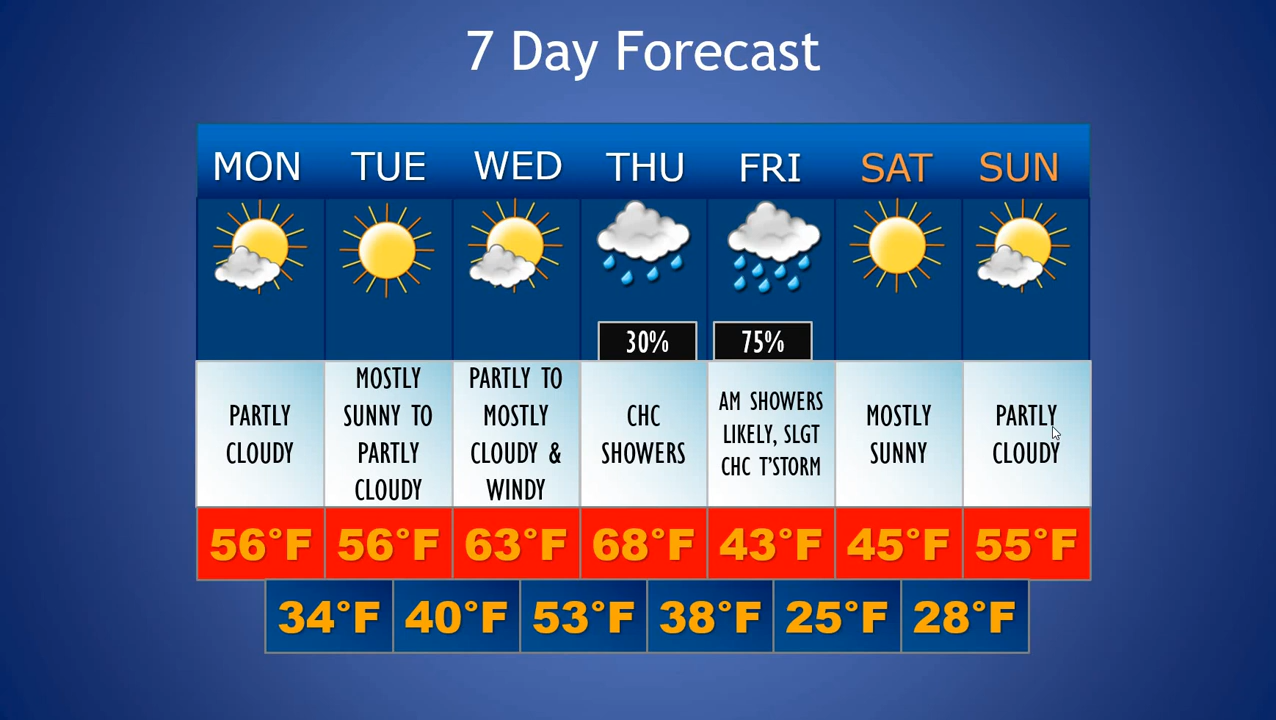 7 Day Forecast
MON TUE WED THU FRI SAT SUN
30% 75%
PARTLY
CLOUDY
MOSTLY
SUNNY TO
PARTLY
CLOUDY
PARTLY TO
MOSTLY
CLOUDY &
WINDY
CHC
SHOWERS
AM SHOWERS
LIKELY, SLGT
CHC T'STORM
MOSTLY
SUNNY
PARTLY
CLOUDY
56°F 56°F 63°F 68°F 43°F 45°F 55°F
34°F 40°F 53°F 38°F 25°F 28°F